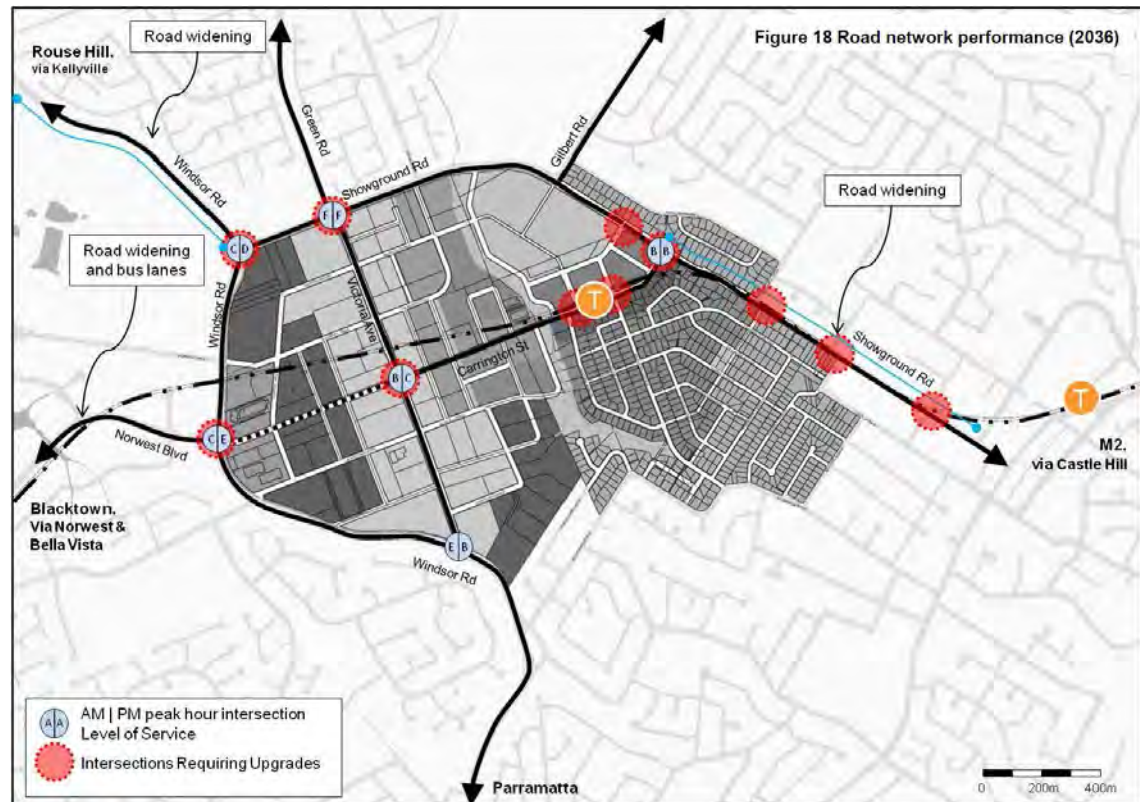 Figure 18 Road network performance (2036)
Road widening
Rouse Hill.
via Kellyville
Green Rd
Gilbert Rd
Windsor Rd
Showground Rd
Road widening
Road widening
and bus lanes
F F
C D
B B
T
Windsor Rd
Victoria Ave
Carrington St
B C
Showground Rd
T
C E
Norwest Blvd
M2,
via Castle Hill
Blacktown.
Via Norwest &
Bella Vista
E B
Windsor Rd
A A
AM | PM peak hour intersection
Level of Service
Intersections Requiring Upgrades
Parramatta
0 200m 400m